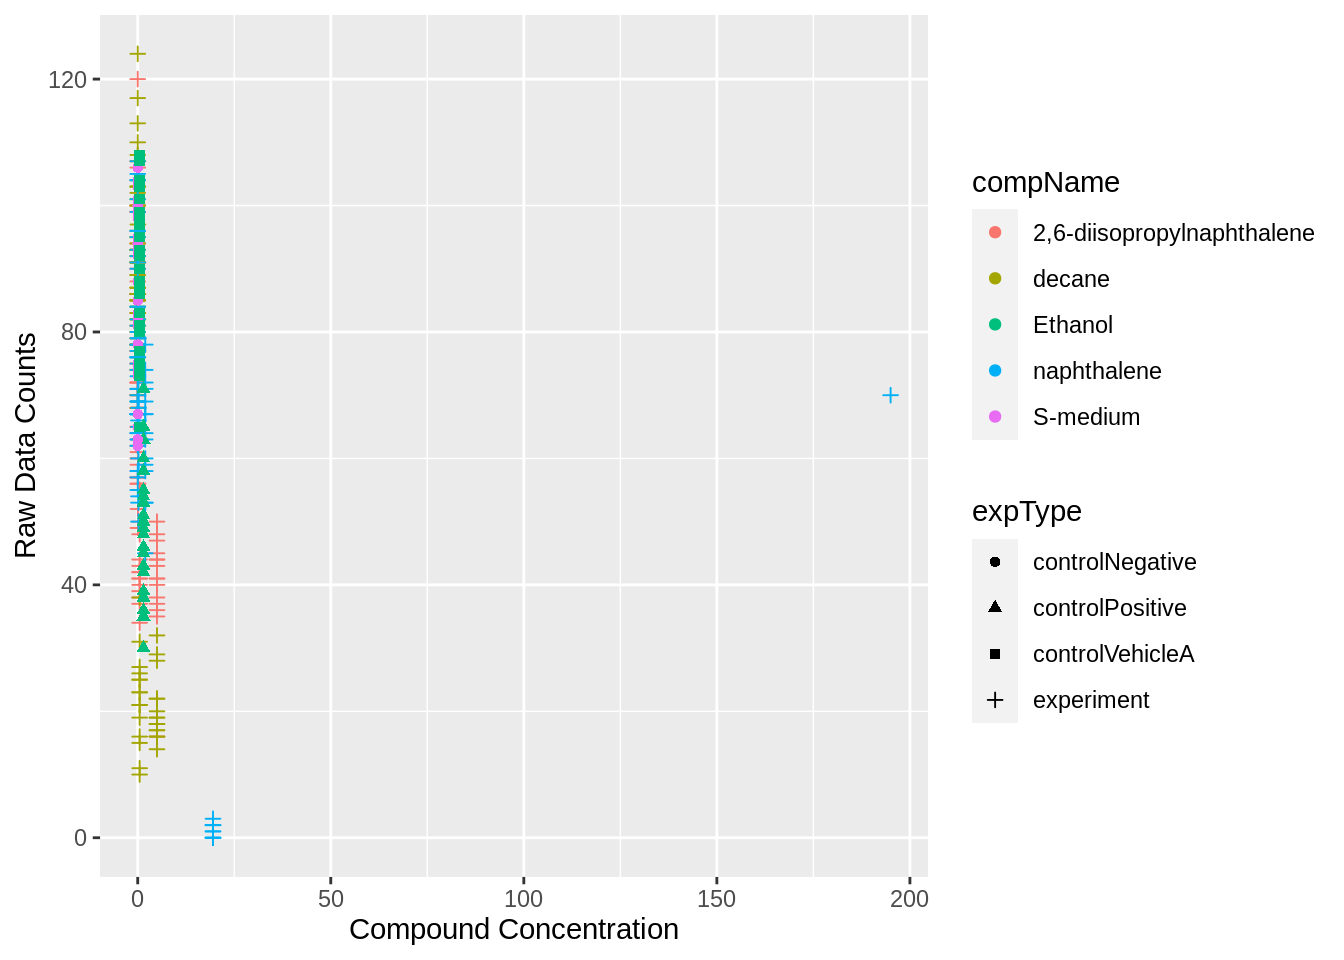 120
80
40
0
0
50
100
150
200
Compound Concentration
Raw Data Counts
compName
2,6-diisopropylnaphthalene
decane
Ethanol
naphthalene
S-medium
expType
controlNegative
controlPositive
controlVehicleA
experiment